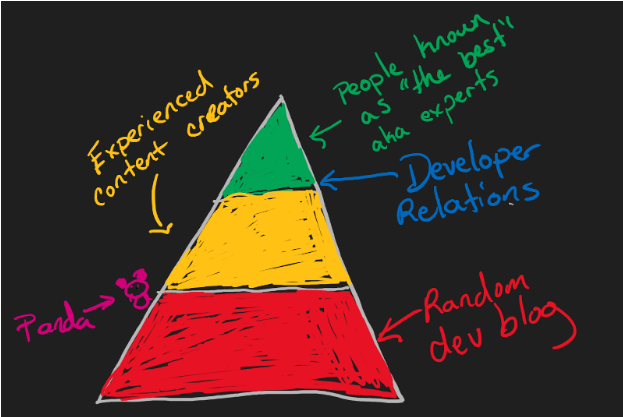 People known
as "the best"
aka experts
Experienced
content creators
Developer
Relations
Panda
Random
dev blog